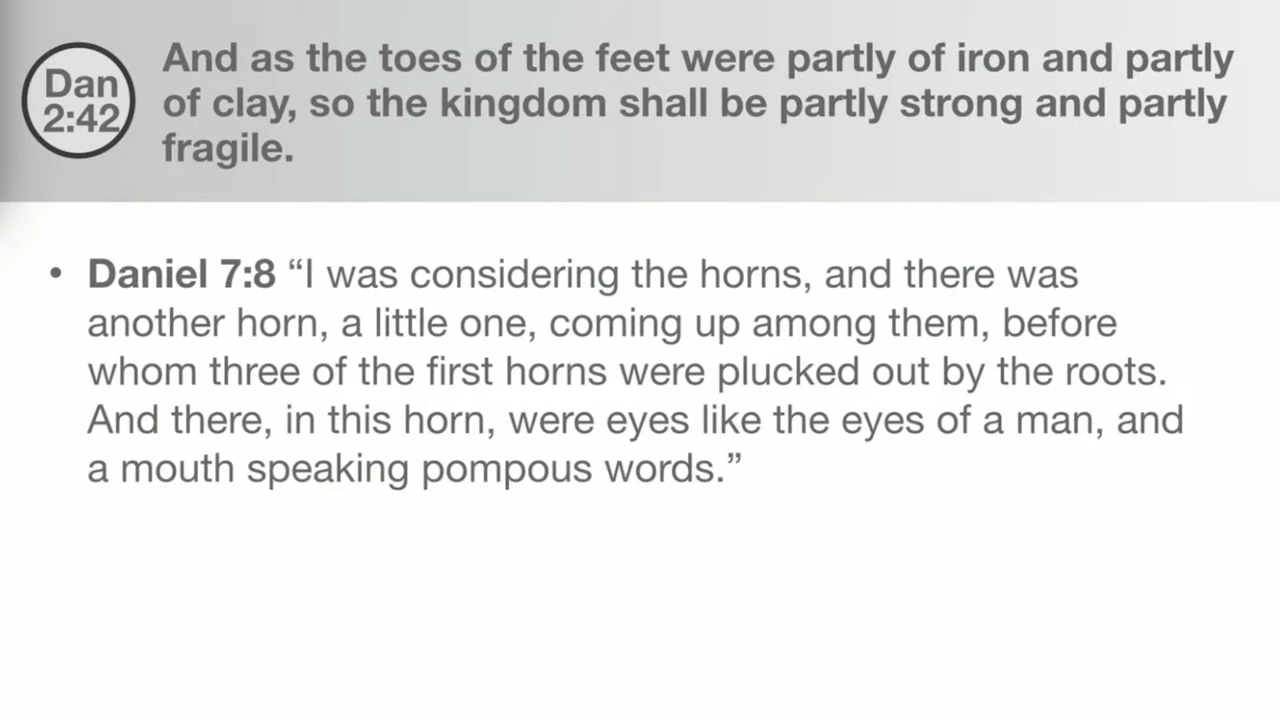 Dan
2:42
And as the toes of the feet were partly of iron and partly
of clay, so the kingdom shall be partly strong and partly
fragile.
• Daniel 7:8 “I was considering the horns, and there was
another horn, a little one, coming up among them, before
whom three of the first horns were plucked out by the roots.
And there, in this horn, were eyes like the eyes of a man, and
a mouth speaking pompous words.”